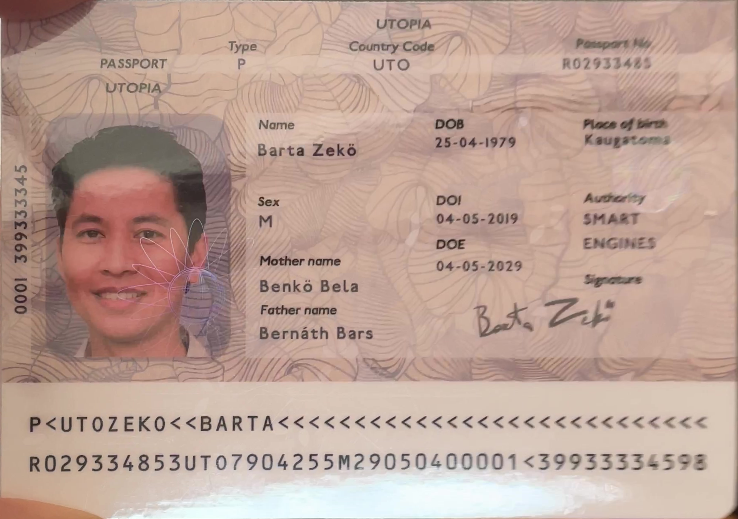 UTOPIA
PASSPORT
UTOPIA
Type
P
Country Code
UTO
Passport No
R02933485
0001 399333345
Name
Barta Zekö
DOB
25-04-1979
Place of birth
Kaugatoma
Sex
M
DOI
04-05-2019
Authority
SMART
ENGINES
DOE
04-05-2029
Mother name
Benkö Bela
Father name
Bernáth Bars
Signature
Barta Zekö
P<UTOZEKO<<BARTA<<<<<<<<<<<<<<<<<<<<<<<<<<<<
R029334853UTO7904255M29050400001<39933334598